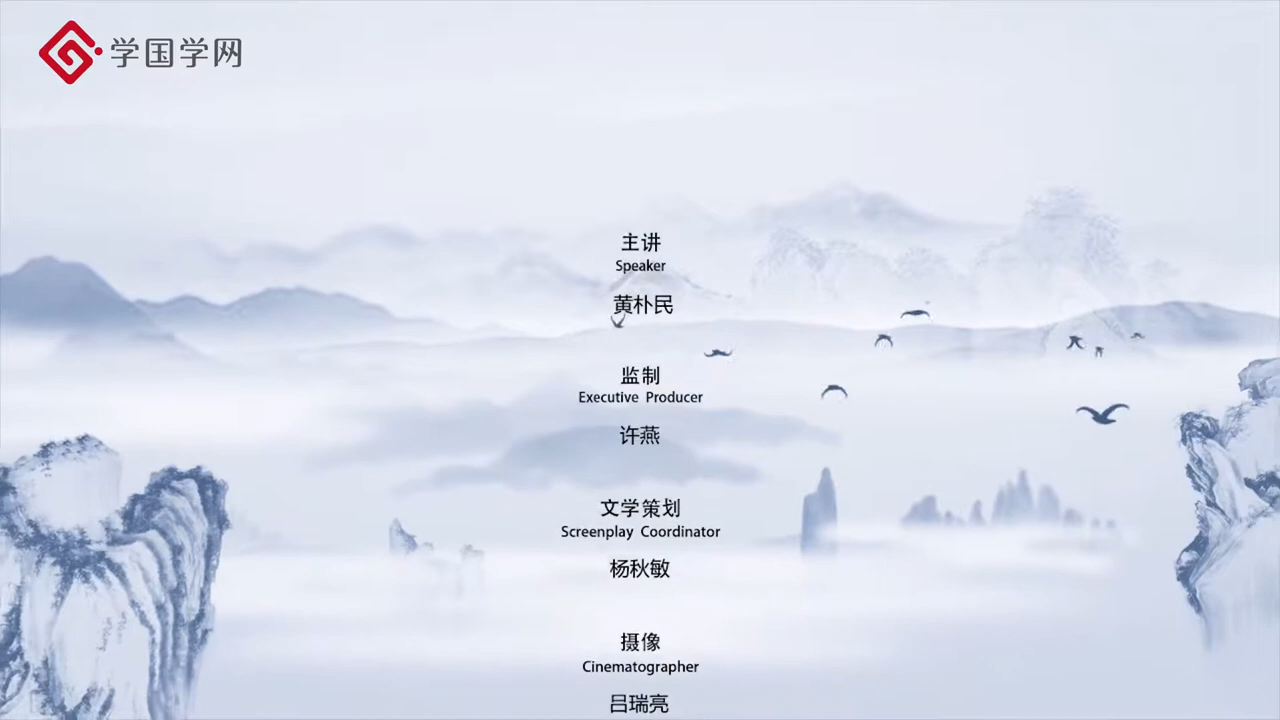 学国学网
主讲
Speaker
黄朴民
监制
Executive Producer
许燕
文学策划
Screenplay Coordinator
杨秋敏
摄像
Cinematographer
吕瑞亮